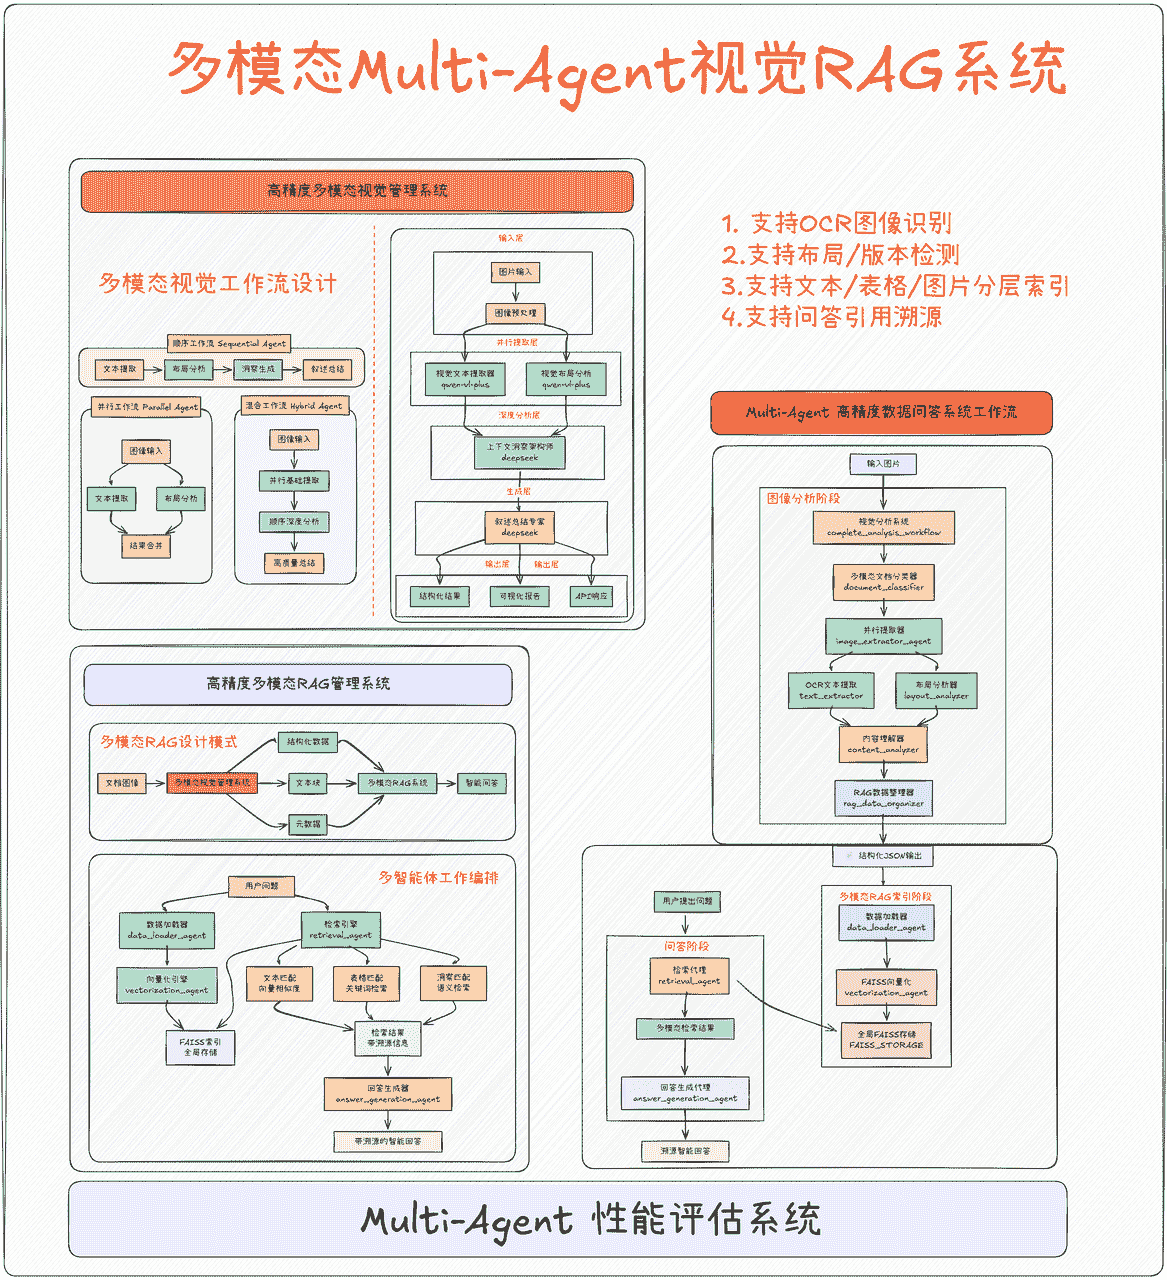 多模态Multi-Agent视觉RAG系统
高精度多模态视觉管理系统
多模态视觉工作流设计
顺序工作流 Sequential Agent
文本提取
布局分析
洞察生成
叙述总结
并行工作流 Parallel Agent
图像输入
文本提取
布局分析
结果合并
混合工作流 Hybrid Agent
图像输入
并行基础提取
顺序深度分析
高质量总结
输入层
图片输入
图像预处理
并行提取层
视觉文本提取器
qwen-vl-plus
视觉布局分析
qwen-vl-plus
深度分析层
上下文洞察架构师
deepseek
生成层
叙述总结专家
deepseek
输出层
输出层
结构化结果
可视化报告
API响应
1. 支持OCR图像识别
2.支持布局/版本检测
3.支持文本/表格/图片分层索引
4.支持问答引用溯源
Multi-Agent 高精度数据问答系统工作流
输入图片
图像分析阶段
视觉分析系统
complete_analysis_workflow
多模态文档分类器
document_classifier
并行提取器
image_extractor_agent
OCR文本提取
text_extractor
布局分析器
layout_analyzer
内容理解器
content_analyzer
RAG数据整理器
rag_data_organizer
结构化JSON输出
多模态RAG索引阶段
数据加载器
data_loader_agent
FAISS向量化
vectorization_agent
全局FAISS存储
FAISS_STORAGE
用户提出问题
问答阶段
检索代理
retrieval_agent
多模态检索结果
回答生成代理
answer_generation_agent
溯源智能回答
高精度多模态RAG管理系统
多模态RAG设计模式
文档图像
多模态视觉管理系统
结构化数据
文本块
元数据
多模态RAG系统
智能问答
多智能体工作编排
用户问题
数据加载器
data_loader_agent
检索引擎
retrieval_agent
向量化引擎
vectorization_agent
文本匹配
向量相似度
表格匹配
关键词检索
洞察匹配
语义检索
FAISS索引
全局存储
检索结果
带溯源信息
回答生成器
answer_generation_agent
带溯源的智能回答
Multi-Agent 性能评估系统